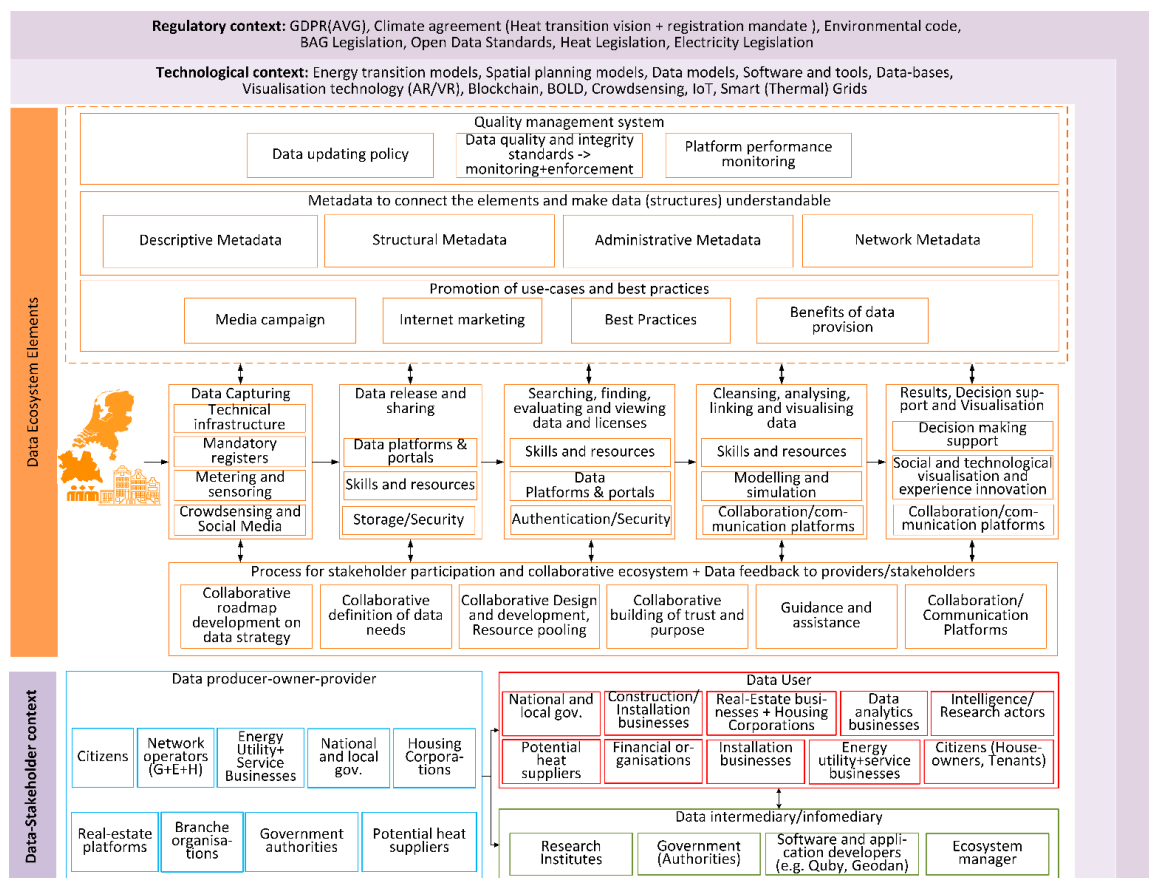 Regulatory context: GDPR(AVG), Climate agreement (Heat transition vision + registration mandate ), Environmental code,
BAG Legislation, Open Data Standards, Heat Legislation, Electricity Legislation
Technological context: Energy transition models, Spatial planning models, Data models, Software and tools, Data-bases,
Visualisation technology (AR/VR), Blockchain, BOLD, Crowdsensing, IoT, Smart (Thermal) Grids
Data Ecosystem Elements
Quality management system
Data updating policy
Data quality and integrity
standards ->
monitoring+enforcement
Platform performance
monitoring
Metadata to connect the elements and make data (structures) understandable
Descriptive Metadata
Structural Metadata
Administrative Metadata
Network Metadata
Promotion of use-cases and best practices
Media campaign
Internet marketing
Best Practices
Benefits of data
provision
Data Capturing
Technical
infrastructure
Mandatory
registers
Metering and
sensoring
Crowdsensing and
Social Media
Data release and
sharing
Data platforms &
portals
Skills and resources
Storage/Security
Searching, finding,
evaluating and viewing
data and licenses
Skills and resources
Data
Platforms & portals
Authentication/Security
Cleansing, analysing,
linking and visualising
data
Skills and resources
Modelling and
simulation
Collaboration/com-
munication platforms
Results, Decision sup-
port and Visualisation
Decision making
support
Social and technological
visualisation and
experience innovation
Collaboration/com-
munication platforms
Process for stakeholder participation and collaborative ecosystem + Data feedback to providers/stakeholders
Collaborative
roadmap
development on
data strategy
Collaborative
definition of data
needs
Collaborative Design
and development,
Resource pooling
Collaborative
building of trust and
purpose
Guidance and
assistance
Collaboration/
Communication
Platforms
Data-Stakeholder context
Data producer-owner-provider
Citizens
Network
operators
(G+E+H)
Energy
Utility+
Service
Businesses
National
and local
gov.
Housing
Corpora-
tions
Real-estate
platforms
Branche
organisa-
tions
Government
authorities
Potential heat
suppliers
Data User
National and
local gov.
Construction/
Installation
businesses
Real-Estate busi-
nesses + Housing
Corporations
Data
analytics
businesses
Intelligence/
Research actors
Potential
heat
suppliers
Financial or-
ganisations
Installation
businesses
Energy
utility+service
businesses
Citizens (House-
owners, Tenants)
Data intermediary/infomediary
Research
Institutes
Government
(Authorities)
Software and appli-
cation developers
(e.g. Quby, Geodan)
Ecosystem
manager